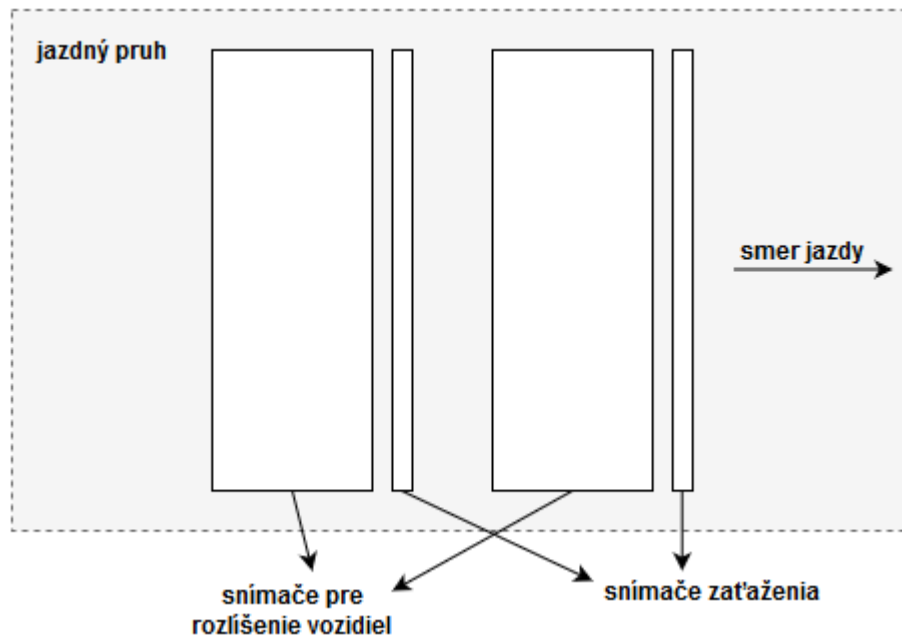 jazdný pruh
smer jazdy
snímače pre
rozlíšenie vozidiel
snímače zaťaženia